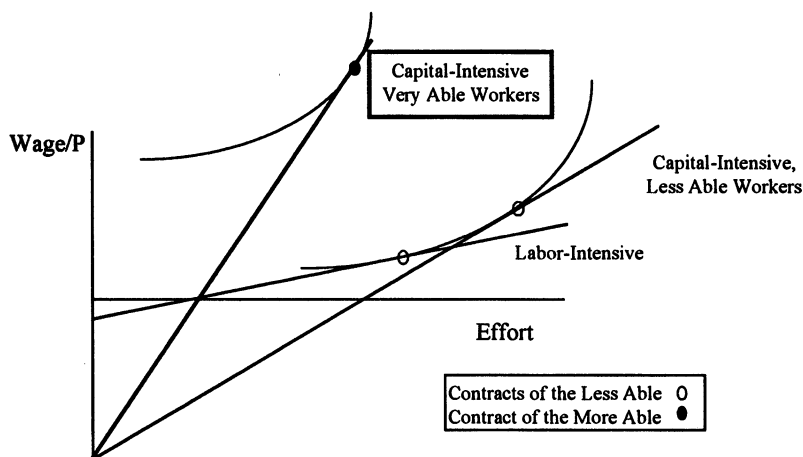 Capital-Intensive
Very Able Workers
Wage/P
Capital-Intensive,
Less Able Workers
Labor-Intensive
Effort
Contracts of the Less Able
Contract of the More Able